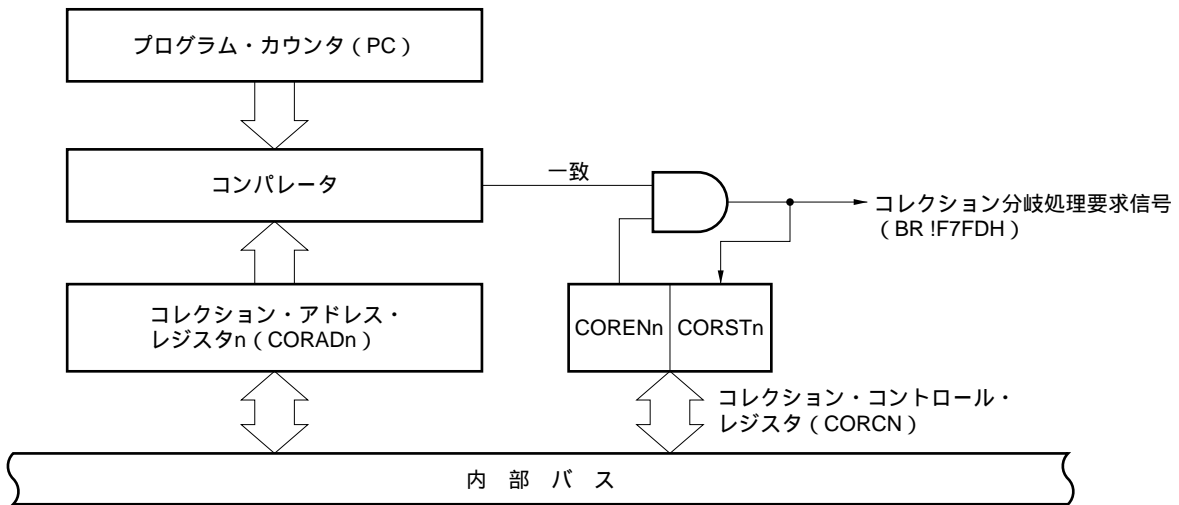 プログラム・カウンタ（PC）
コンパレータ
一致
コレクション分岐処理要求信号
（BR !F7FDH）
コレクション・アドレス・
レジスタn（CORADn）
CORENn
CORSTn
コレクション・コントロール・
レジスタ（CORCN）
内 部 バ ス